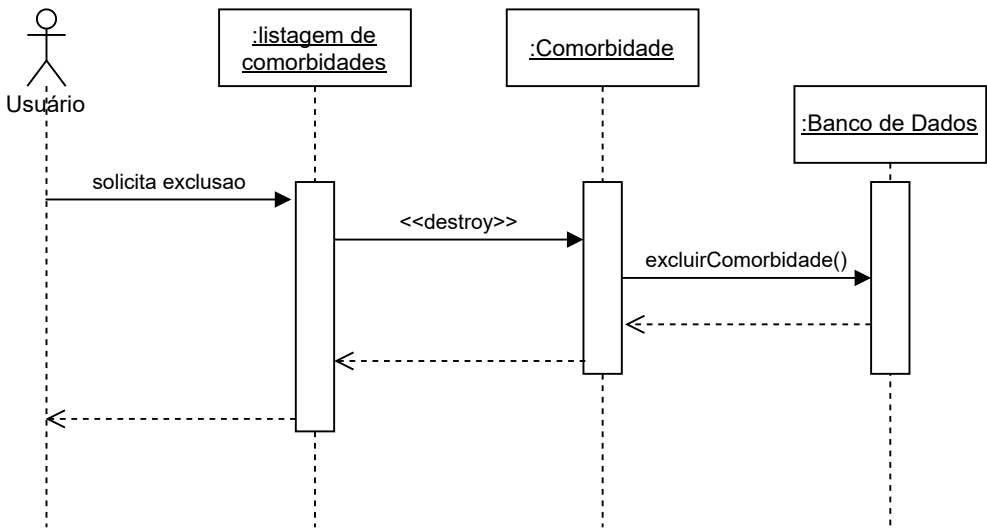 :listagem de
comorbidades
:Comorbidade
Usuário
:Banco de Dados
solicita exclusao
<<destroy>>
excluirComorbidade()